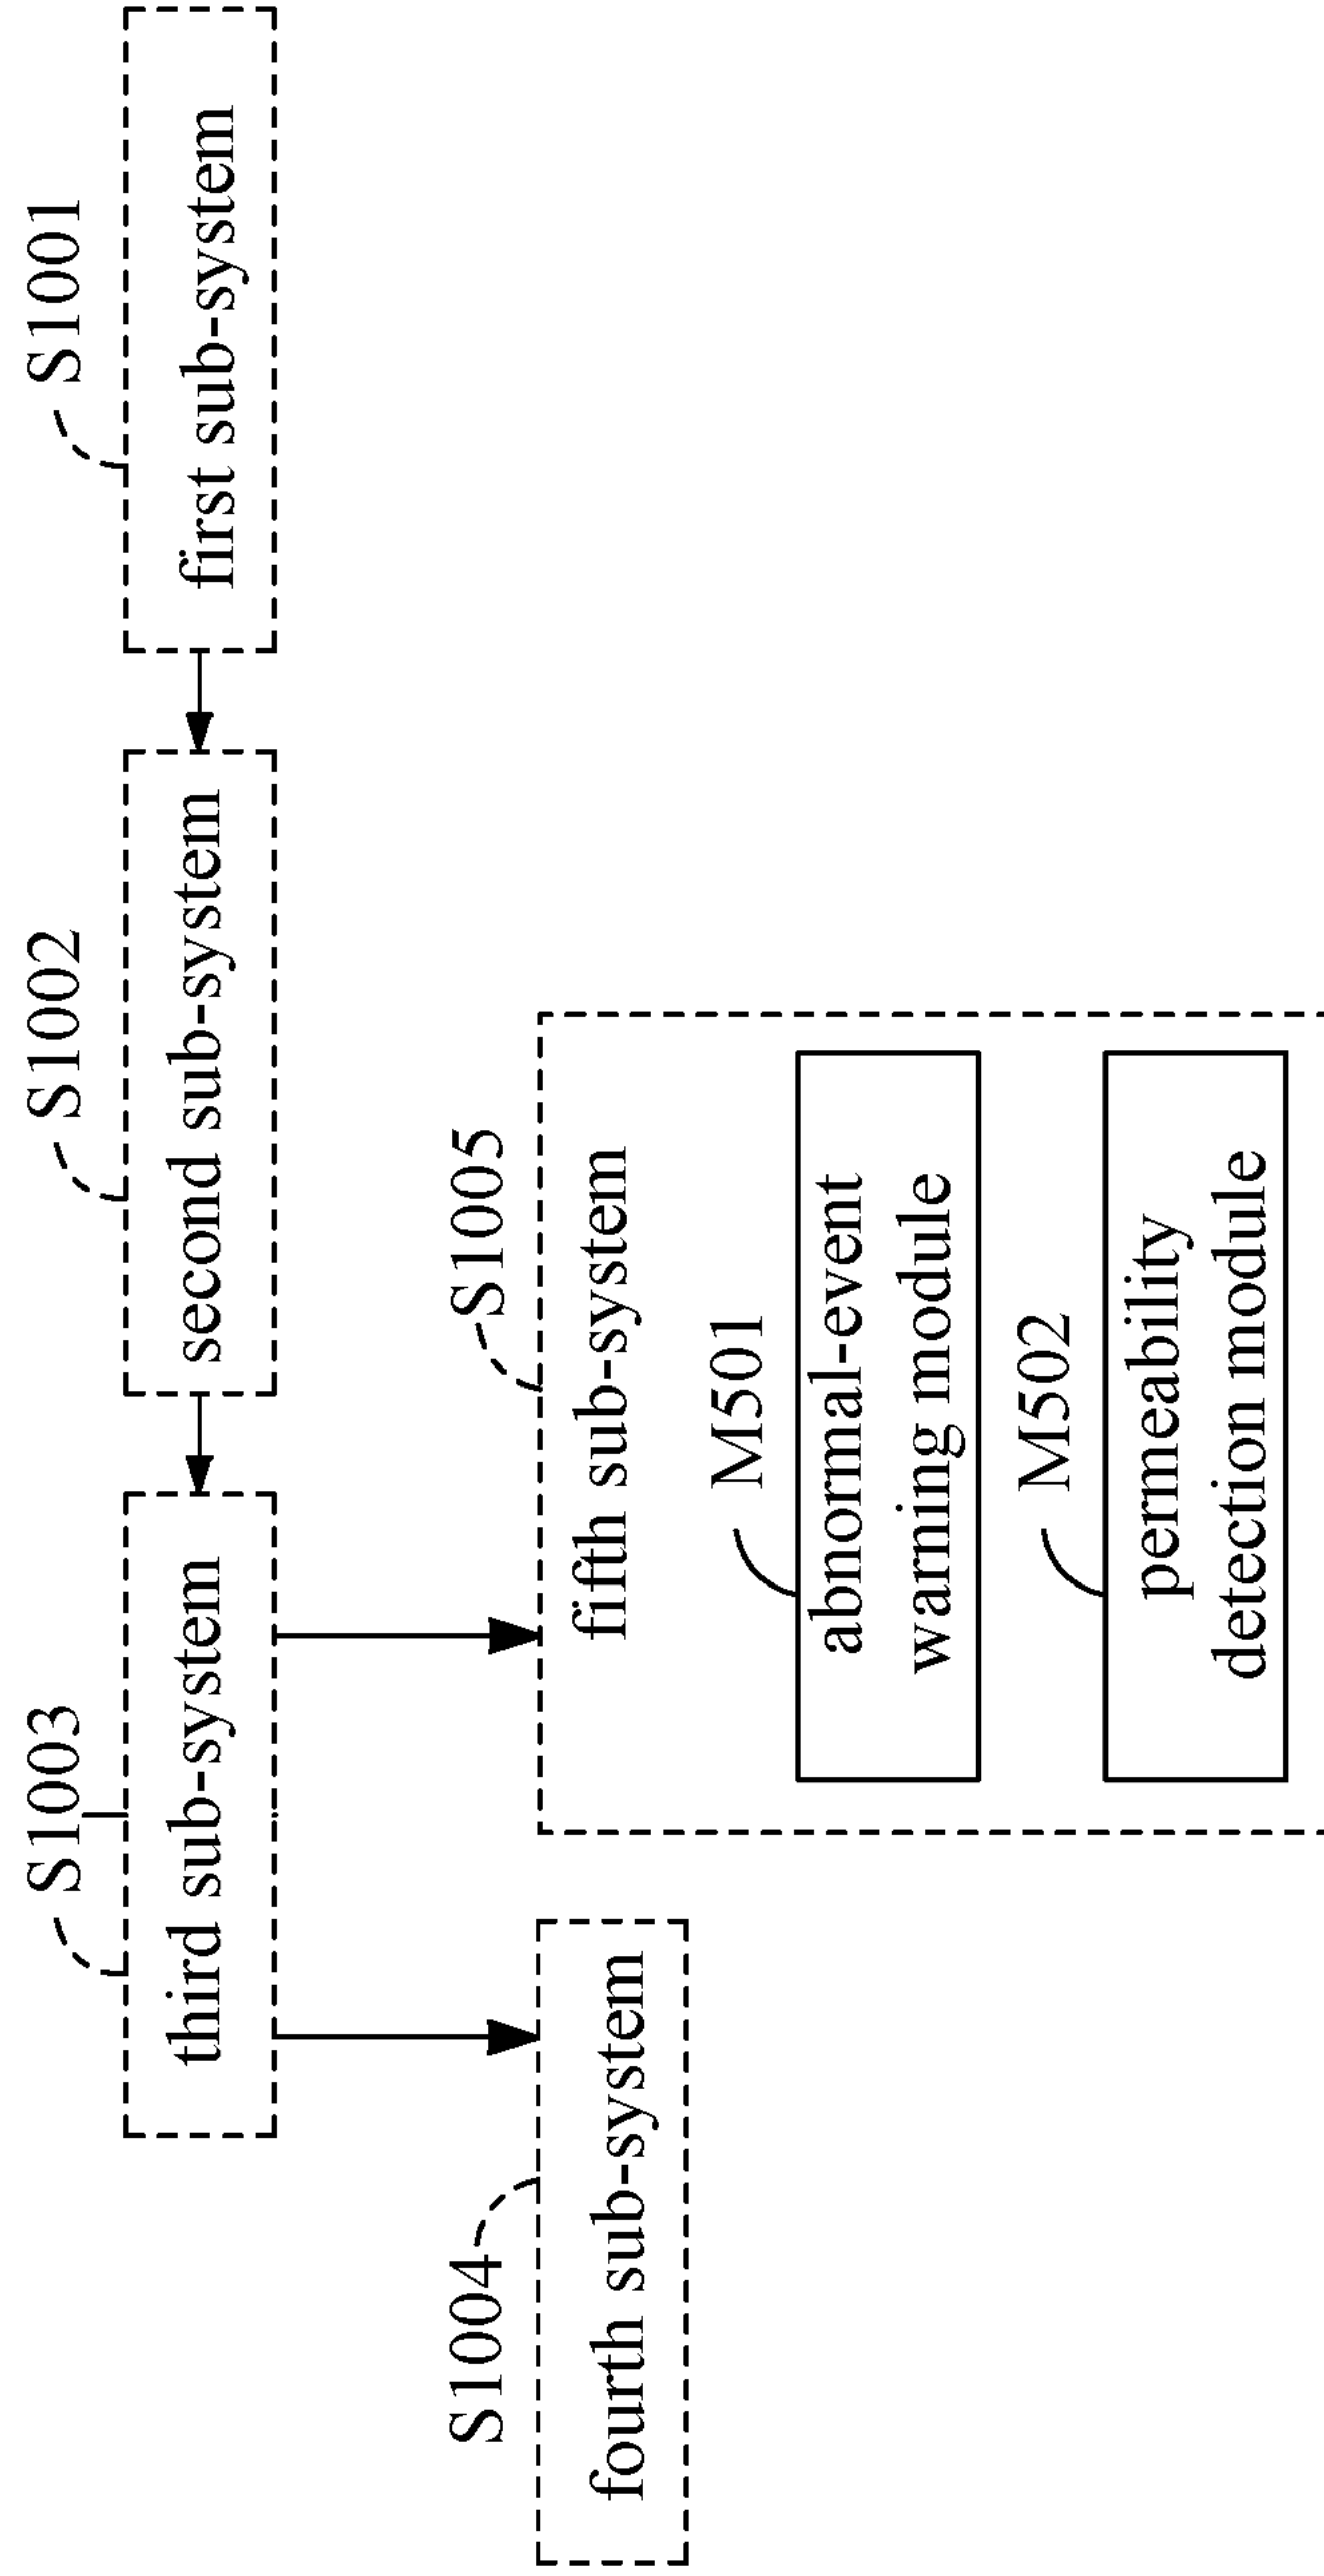 S1003
third sub-system
S1002
second sub-system
S1001
first sub-system
S1004
fourth sub-system
S1005
fifth sub-system
M501
abnormal-event
warning module
M502
permeability
detection module